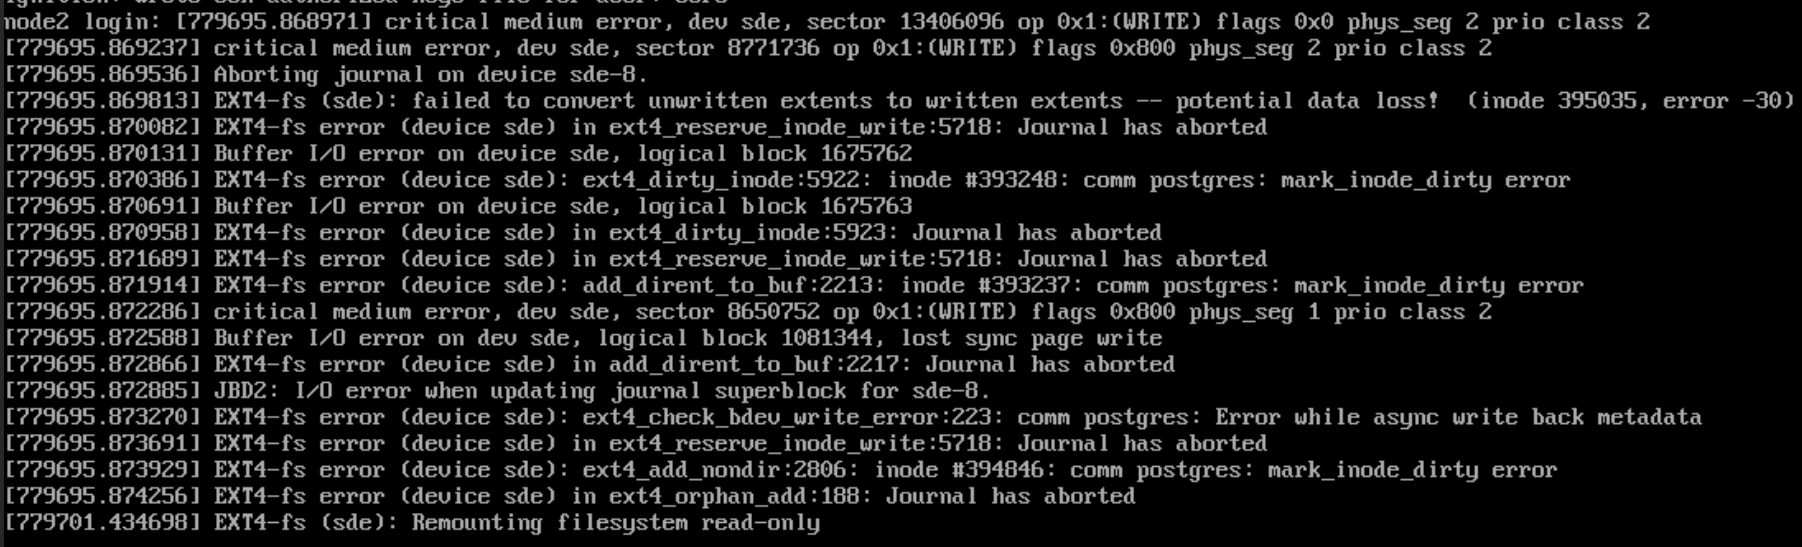 node2 login: [779695.868971] critical medium error, dev sde, sector 13406096 op 0x1:(WRITE) flags 0x0 phys_seg 2 prio class 2
[779695.869237] critical medium error, dev sde, sector 8771736 op 0x1:(WRITE) flags 0x800 phys_seg 2 prio class 2
[779695.869536] Aborting journal on device sde-8.
[779695.869813] EXT4-fs (sde): failed to convert unwritten extents to written extents -- potential data loss!  (inode 395035, error -30)
[779695.870082] EXT4-fs error (device sde) in ext4_reserve_inode_write:5718: Journal has aborted
[779695.870131] Buffer I/O error on device sde, logical block 1675762
[779695.870386] EXT4-fs error (device sde): ext4_dirty_inode:5922: inode #393248: comm postgres: mark_inode_dirty error
[779695.870691] Buffer I/O error on device sde, logical block 1675763
[779695.870958] EXT4-fs error (device sde) in ext4_dirty_inode:5923: Journal has aborted
[779695.871689] EXT4-fs error (device sde) in ext4_reserve_inode_write:5718: Journal has aborted
[779695.871914] EXT4-fs error (device sde): add_dirent_to_buf:2213: inode #393237: comm postgres: mark_inode_dirty error
[779695.872286] critical medium error, dev sde, sector 8650752 op 0x1:(WRITE) flags 0x800 phys_seg 1 prio class 2
[779695.872588] Buffer I/O error on dev sde, logical block 1081344, lost sync page write
[779695.872866] EXT4-fs error (device sde) in add_dirent_to_buf:2217: Journal has aborted
[779695.872885] JBD2: I/O error when updating journal superblock for sde-8.
[779695.873270] EXT4-fs error (device sde): ext4_check_bdev_write_error:223: comm postgres: Error while async write back metadata
[779695.873691] EXT4-fs error (device sde) in ext4_reserve_inode_write:5718: Journal has aborted
[779695.873929] EXT4-fs error (device sde): ext4_add_nondir:2806: inode #394846: comm postgres: mark_inode_dirty error
[779695.874256] EXT4-fs error (device sde) in ext4_orphan_add:188: Journal has aborted
[779701.434698] EXT4-fs (sde): Remounting filesystem read-only